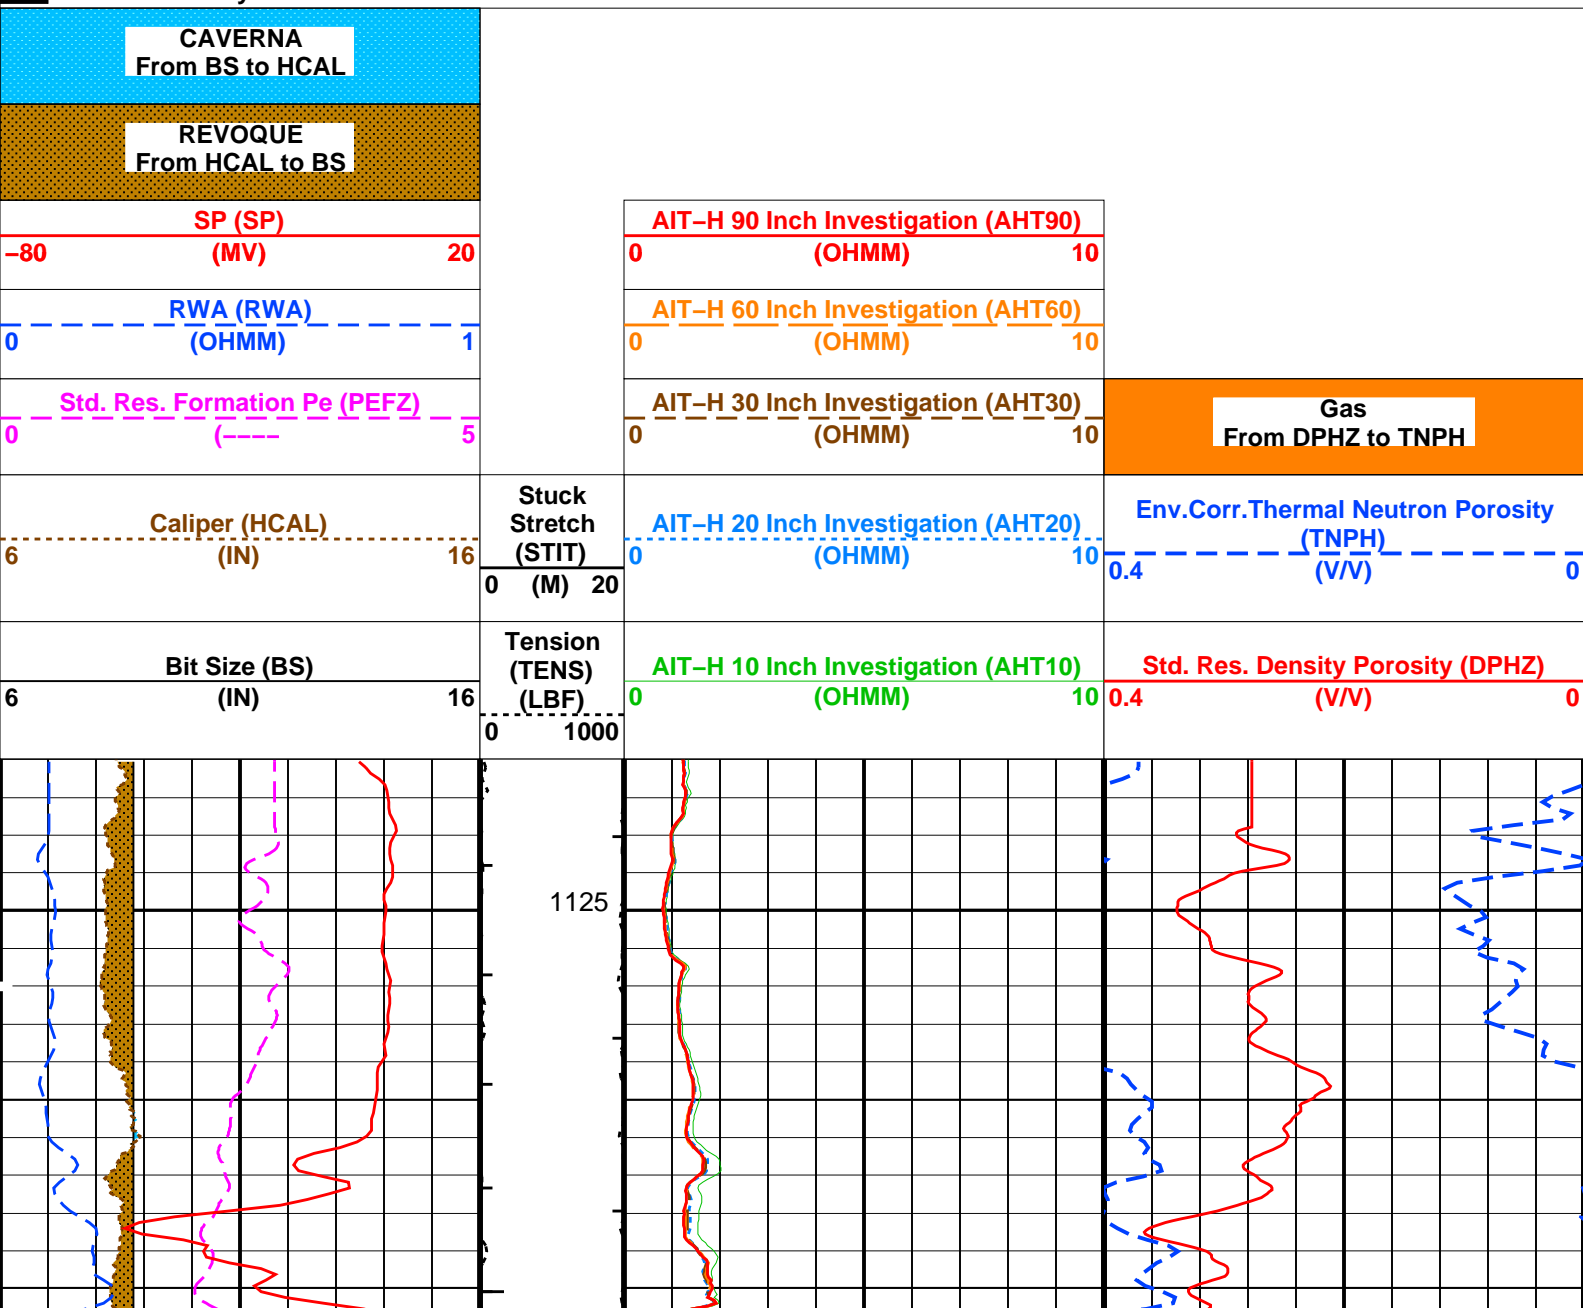 CAVERNA
From BS to HCAL
REVOQUE
From HCAL to BS
SP (SP)
−80 (MV) 20
RWA (RWA)
0 (OHMM) 1
Std. Res. Formation Pe (PEFZ)
0 (−−−− 5
Caliper (HCAL)
6 (IN) 16
Bit Size (BS)
6 (IN) 16
Stuck
Stretch
(STIT)
0 (M) 20
Tension
(TENS)
(LBF)
0 1000
AIT−H 90 Inch Investigation (AHT90)
0 (OHMM) 10
AIT−H 60 Inch Investigation (AHT60)
0 (OHMM) 10
AIT−H 30 Inch Investigation (AHT30)
0 (OHMM) 10
AIT−H 20 Inch Investigation (AHT20)
0 (OHMM) 10
AIT−H 10 Inch Investigation (AHT10)
0 (OHMM) 10
Gas
From DPHZ to TNPH
Env.Corr.Thermal Neutron Porosity
(TNPH)
0.4 (V/V) 0
Std. Res. Density Porosity (DPHZ)
0.4 (V/V) 0
1125